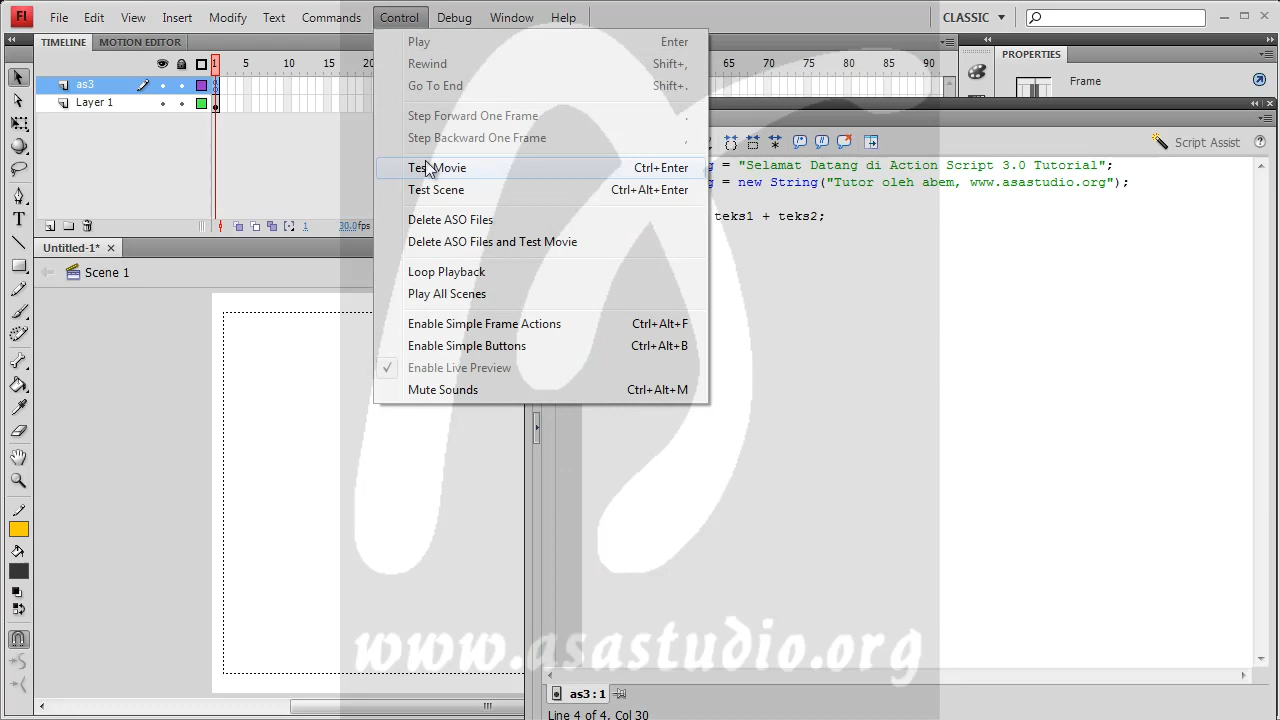 Fl File Edit View Insert Modify Text Commands Control Debug Window Help CLASSIC
TIMELINE MOTION EDITOR
PROPERTIES
Frame
1 5 10 15 20 65 70 75 80 85 90
as3
Layer 1
1 30.0fps
Untitled-1*
Scene 1
Play Enter
Rewind Shift+,
Go To End Shift+.
Step Forward One Frame .
Step Backward One Frame ,
Test Movie Ctrl+Enter
Test Scene Ctrl+Alt+Enter
Delete ASO Files
Delete ASO Files and Test Movie
Loop Playback
Play All Scenes
Enable Simple Frame Actions Ctrl+Alt+F
Enable Simple Buttons Ctrl+Alt+B
Enable Live Preview
Mute Sounds Ctrl+Alt+M
Script Assist
g = "Selamat Datang di Action Script 3.0 Tutorial";
g = new String("Tutor oleh abem, www.asastudio.org");
teks1 + teks2;
www.asastudio.org
as3:1
Line 4 of 4, Col 30